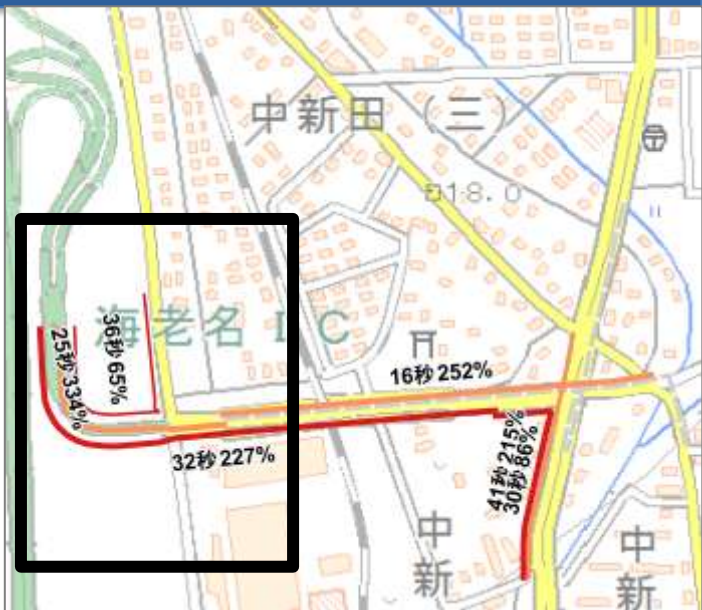 中新田（三）
18.0
海老名IC
36秒 65%
25秒 334%
16秒 252%
32秒 227%
41秒 215%
30秒 86%
中新
中新